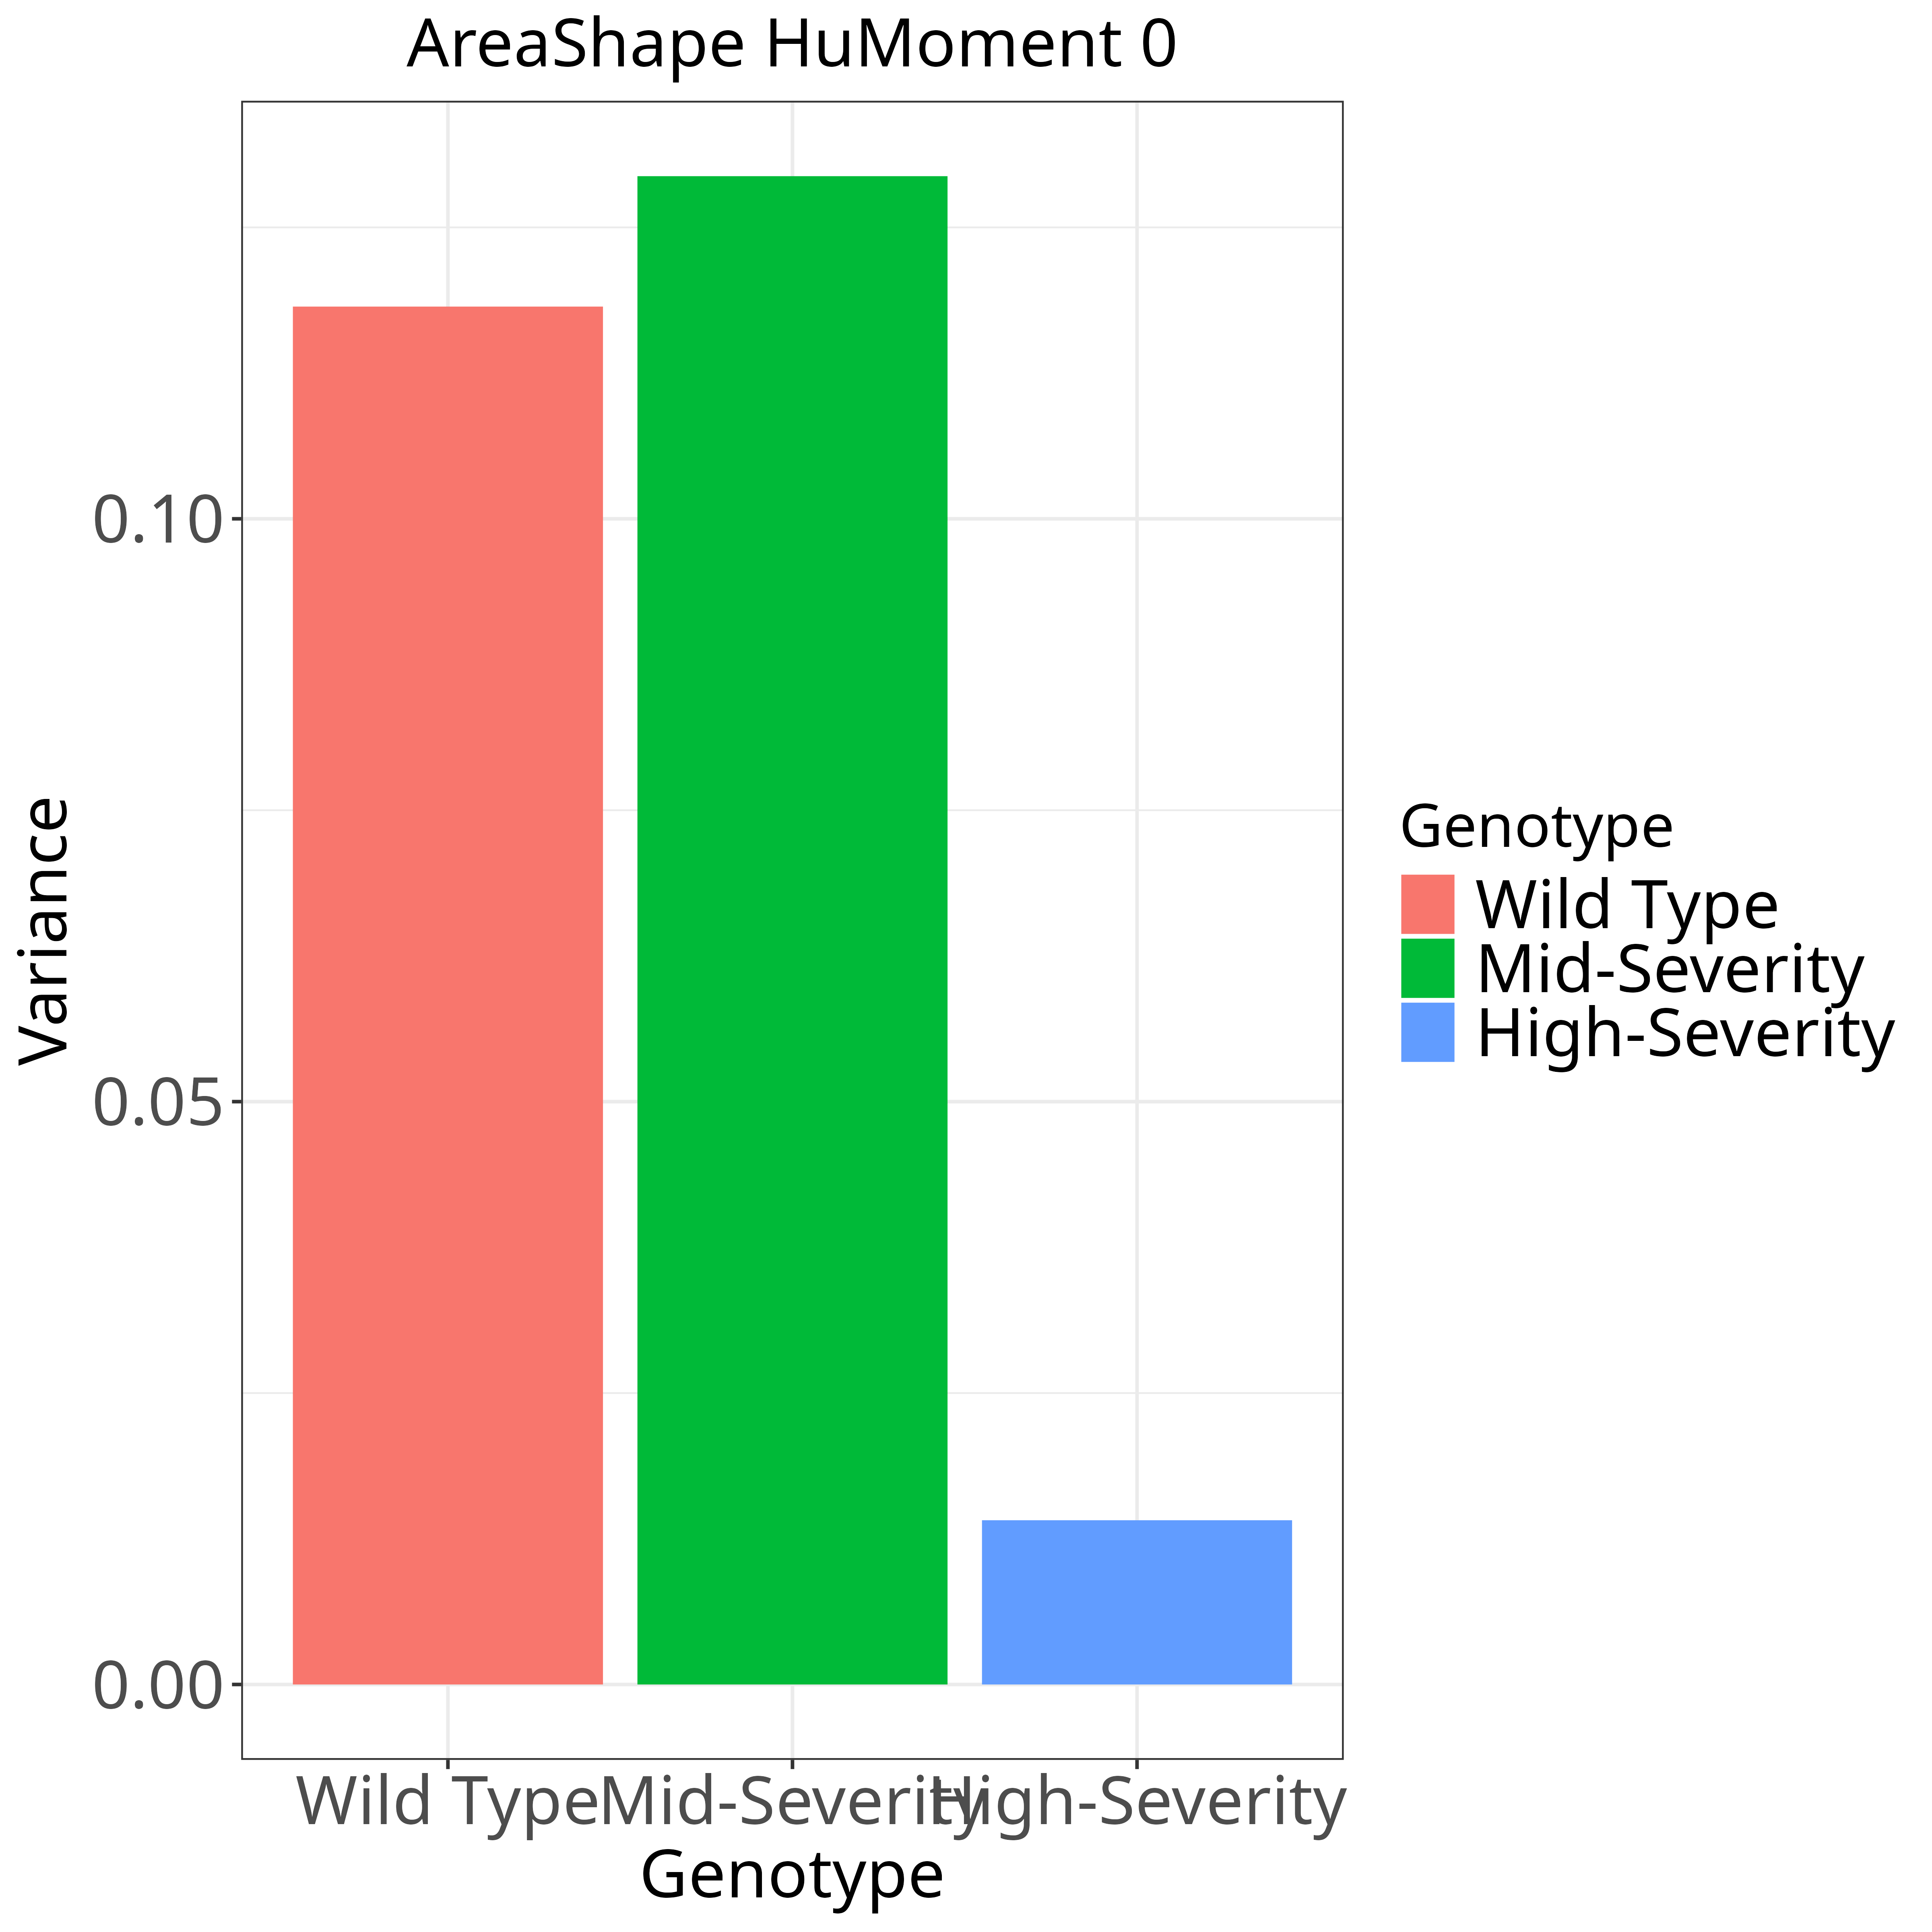 AreaShape HuMoment 0
Variance
0.10
0.05
0.00
Wild Type Mid-Severity High-Severity
Genotype
Genotype
Wild Type
Mid-Severity
High-Severity